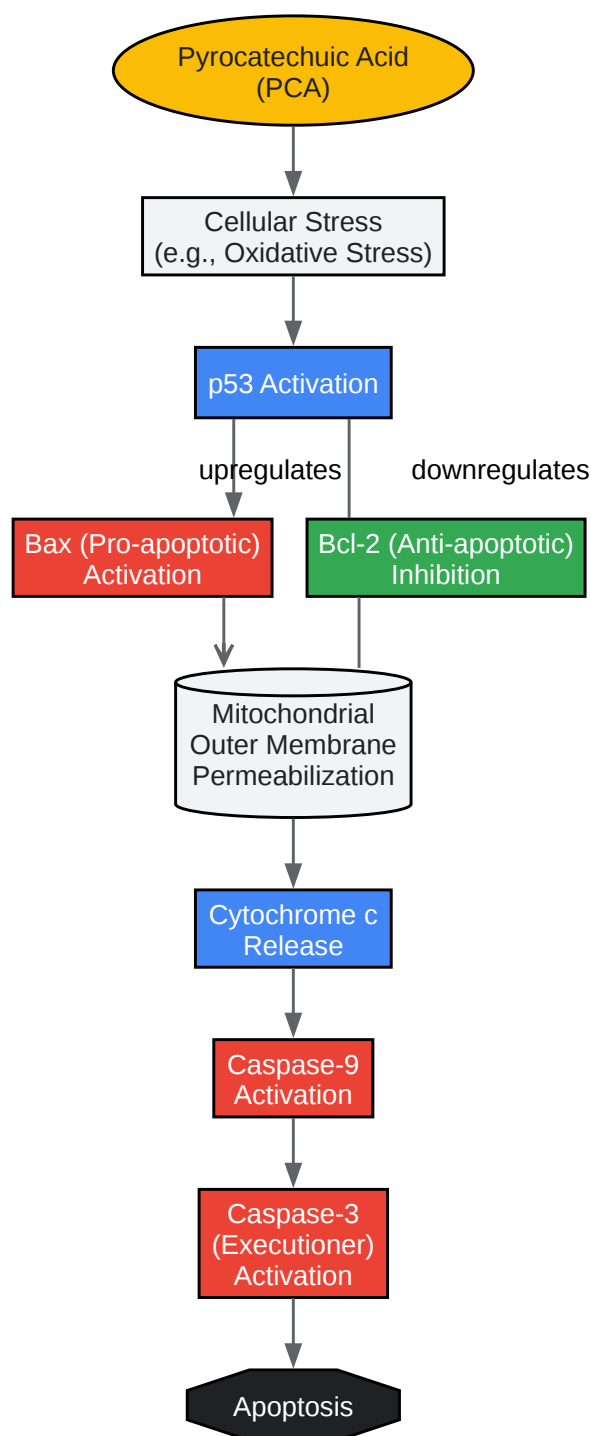 Pyrocatechuic Acid
(PCA)
Cellular Stress
(e.g., Oxidative Stress)
p53 Activation
upregulates
downregulates
Bax (Pro-apoptotic)
Activation
Bcl-2 (Anti-apoptotic)
Inhibition
Mitochondrial
Outer Membrane
Permeabilization
Cytochrome c
Release
Caspase-9
Activation
Caspase-3
(Executioner)
Activation
Apoptosis